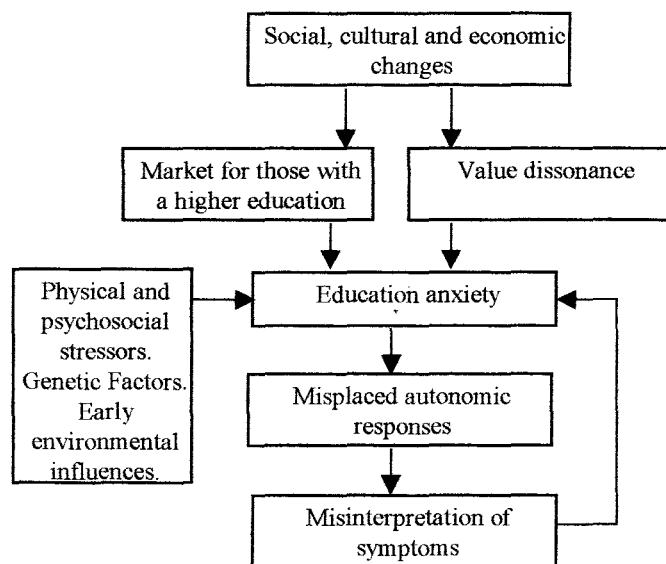 Social, cultural and economic
changes
Market for those with
a higher education
Value dissonance
Physical and
psychosocial
stressors.
Genetic Factors.
Early
environmental
influences.
Education anxiety
Misplaced autonomic
responses
Misinterpretation of
symptoms